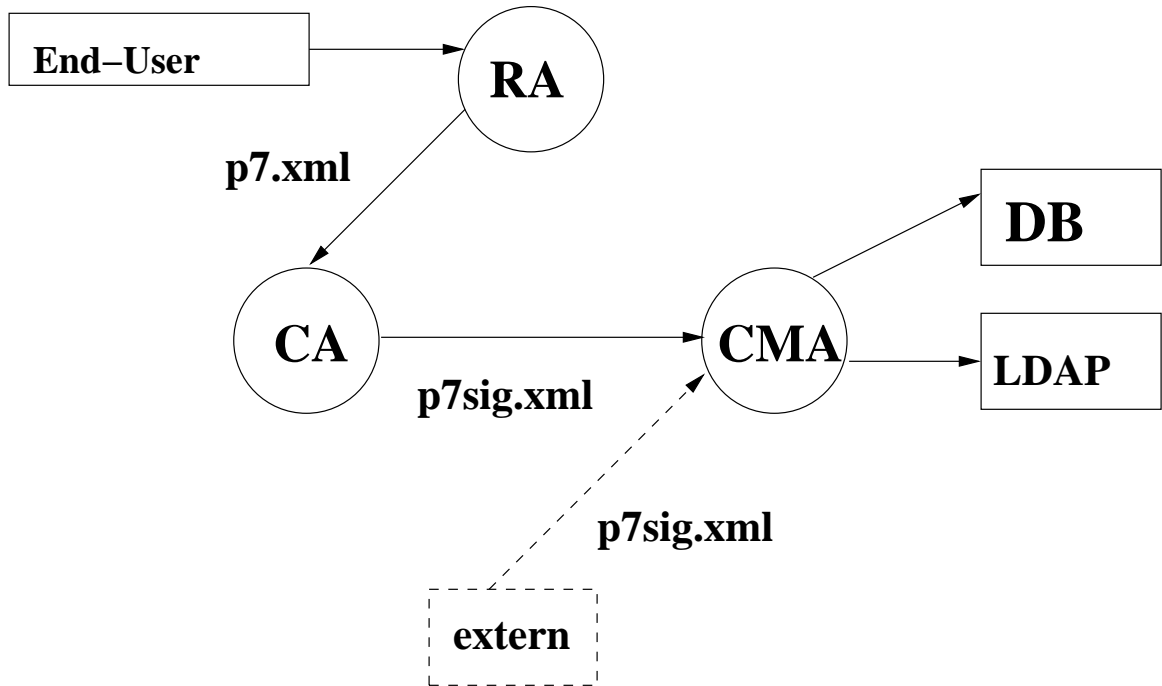 End−User
RA
p7.xml
DB
CA
CMA
LDAP
p7sig.xml
p7sig.xml
extern